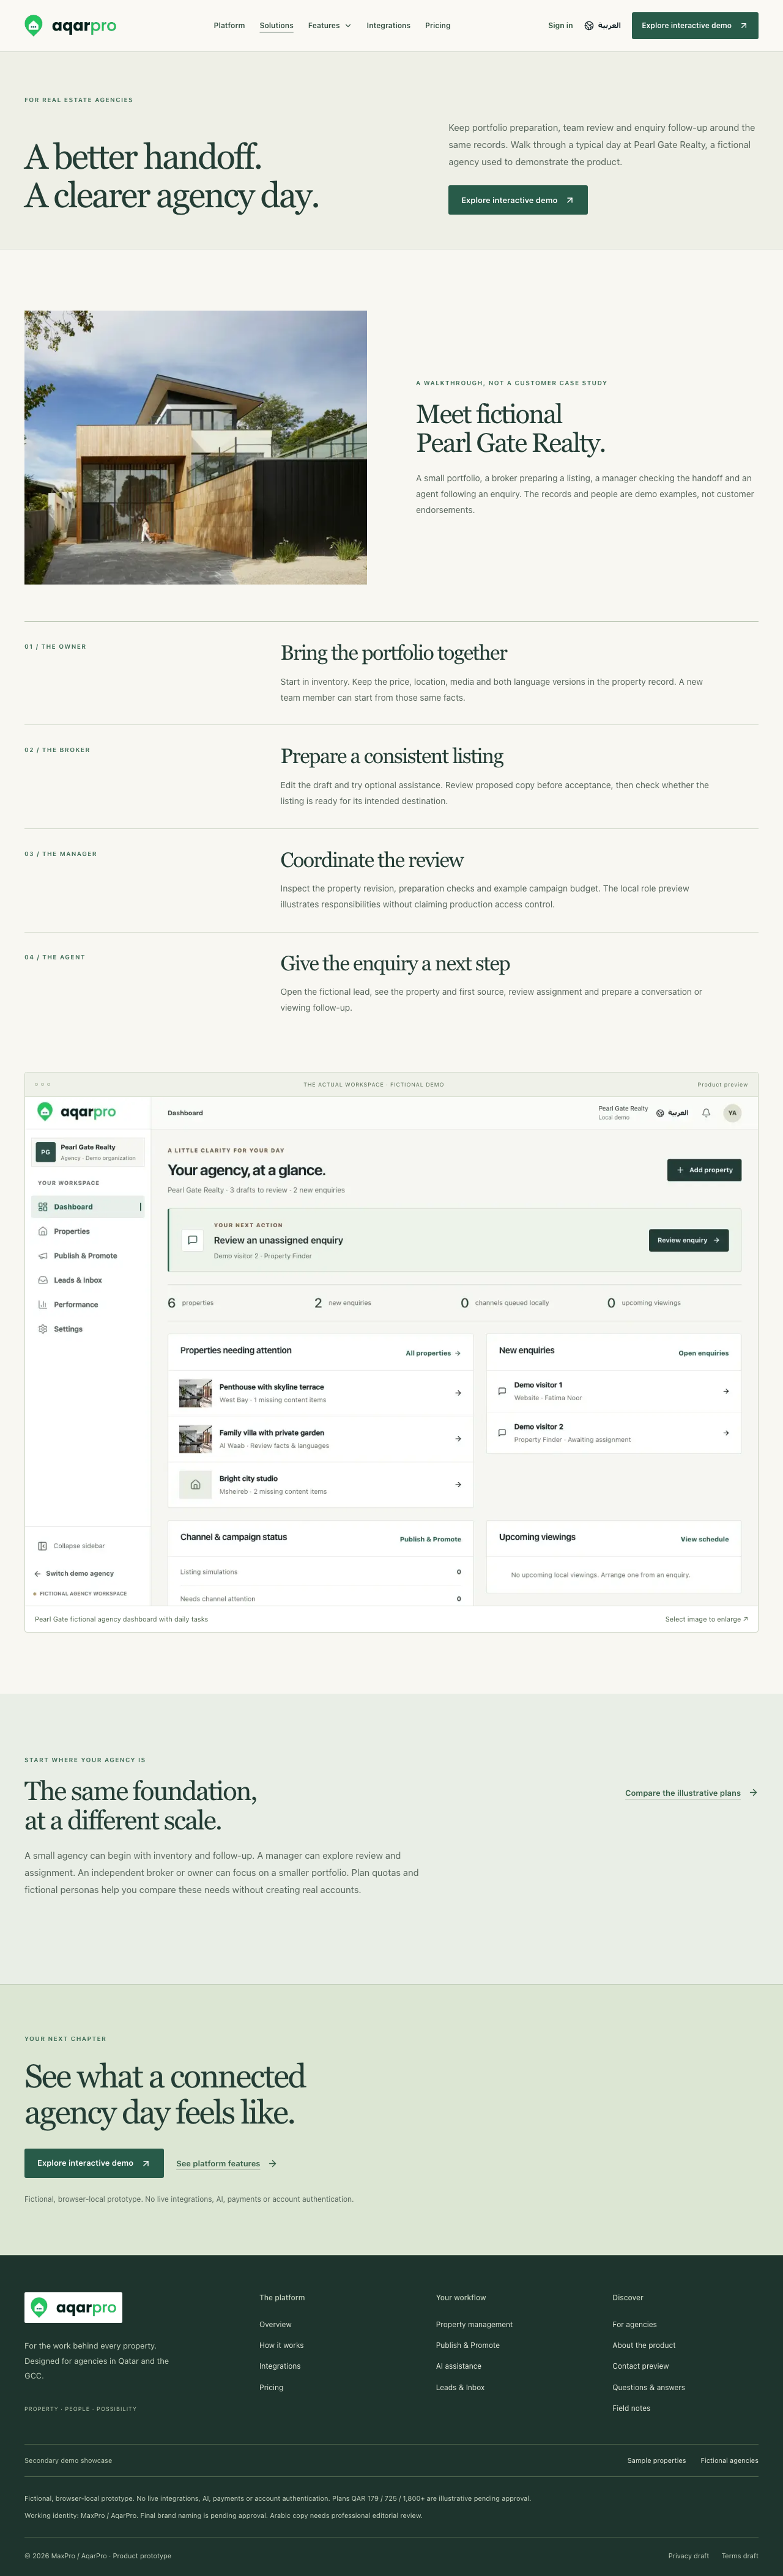 aqarpro
Platform
Solutions
Features
Integrations
Pricing
Sign in
العربية
Explore interactive demo
FOR REAL ESTATE AGENCIES
A better handoff.
A clearer agency day.
Keep portfolio preparation, team review and enquiry follow-up around the
same records. Walk through a typical day at Pearl Gate Realty, a fictional
agency used to demonstrate the product.
Explore interactive demo
A WALKTHROUGH, NOT A CUSTOMER CASE STUDY
Meet fictional
Pearl Gate Realty.
A small portfolio, a broker preparing a listing, a manager checking the handoff and an
agent following an enquiry. The records and people are demo examples, not customer
endorsements.
01 / THE OWNER
Bring the portfolio together
Start in inventory. Keep the price, location, media and both language versions in the property record. A new
team member can start from those same facts.
02 / THE BROKER
Prepare a consistent listing
Edit the draft and try optional assistance. Review proposed copy before acceptance, then check whether the
listing is ready for its intended destination.
03 / THE MANAGER
Coordinate the review
Inspect the property revision, preparation checks and example campaign budget. The local role preview
illustrates responsibilities without claiming production access control.
04 / THE AGENT
Give the enquiry a next step
Open the fictional lead, see the property and first source, review assignment and prepare a conversation or
viewing follow-up.
THE ACTUAL WORKSPACE · FICTIONAL DEMO
Product preview
aqarpro
PG
Pearl Gate Realty
Agency · Demo organization
YOUR WORKSPACE
Dashboard
Properties
Publish & Promote
Leads & Inbox
Performance
Settings
Collapse sidebar
Switch demo agency
FICTIONAL AGENCY WORKSPACE
Dashboard
Pearl Gate Realty
Local demo
العربية
YA
A LITTLE CLARITY FOR YOUR DAY
Your agency, at a glance.
Pearl Gate Realty · 3 drafts to review · 2 new enquiries
Add property
YOUR NEXT ACTION
Review an unassigned enquiry
Demo visitor 2 · Property Finder
Review enquiry
6 properties
2 new enquiries
0 channels queued locally
0 upcoming viewings
Properties needing attention
All properties
Penthouse with skyline terrace
West Bay · 1 missing content items
Family villa with private garden
Al Waab · Review facts & languages
Bright city studio
Msheireb · 2 missing content items
New enquiries
Open enquiries
Demo visitor 1
Website · Fatima Noor
Demo visitor 2
Property Finder · Awaiting assignment
Channel & campaign status
Publish & Promote
Listing simulations 0
Needs channel attention 0
Upcoming viewings
View schedule
No upcoming local viewings. Arrange one from an enquiry.
Pearl Gate fictional agency dashboard with daily tasks
Select image to enlarge ↗
START WHERE YOUR AGENCY IS
The same foundation,
at a different scale.
A small agency can begin with inventory and follow-up. A manager can explore review and
assignment. An independent broker or owner can focus on a smaller portfolio. Plan quotas and
fictional personas help you compare these needs without creating real accounts.
Compare the illustrative plans
YOUR NEXT CHAPTER
See what a connected
agency day feels like.
Explore interactive demo
See platform features
Fictional, browser-local prototype. No live integrations, AI, payments or account authentication.
aqarpro
For the work behind every property.
Designed for agencies in Qatar and the
GCC.
PROPERTY · PEOPLE · POSSIBILITY
The platform
Overview
How it works
Integrations
Pricing
Your workflow
Property management
Publish & Promote
AI assistance
Leads & Inbox
Discover
For agencies
About the product
Contact preview
Questions & answers
Field notes
Secondary demo showcase
Sample properties
Fictional agencies
Fictional, browser-local prototype. No live integrations, AI, payments or account authentication. Plans QAR 179 / 725 / 1,800+ are illustrative pending approval.
Working identity: MaxPro / AqarPro. Final brand naming is pending approval. Arabic copy needs professional editorial review.
© 2026 MaxPro / AqarPro · Product prototype
Privacy draft
Terms draft